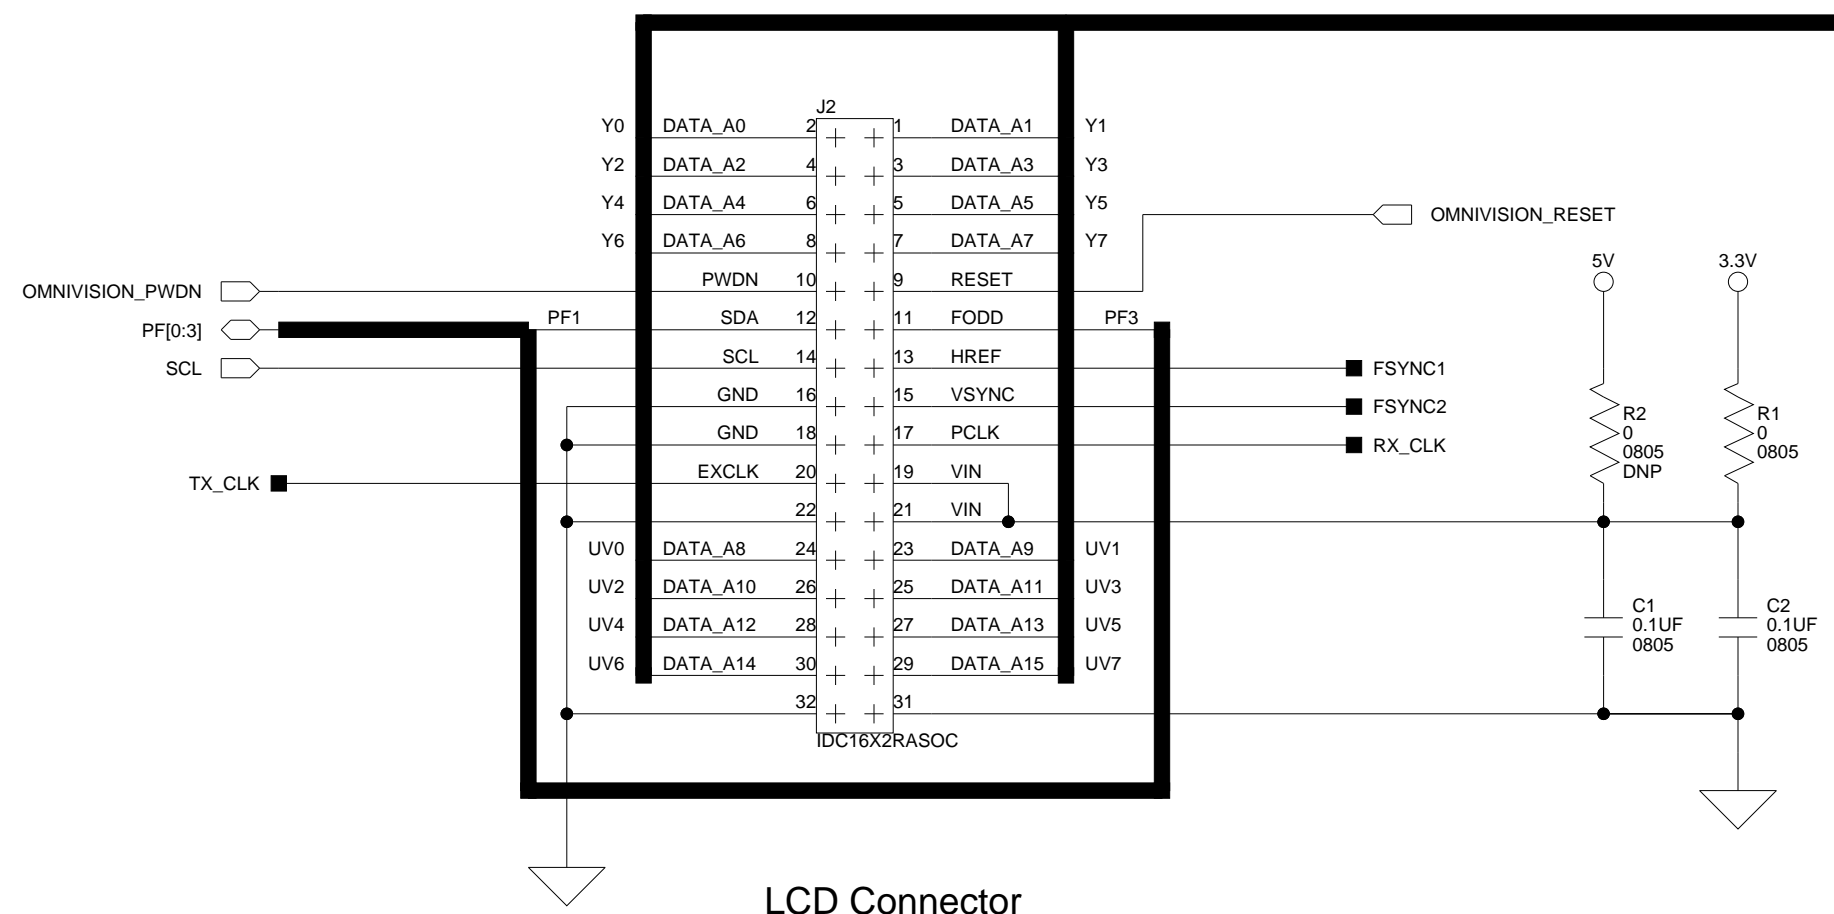 J2
Y0 DATA_A0 2 1 DATA_A1 Y1
Y2 DATA_A2 4 3 DATA_A3 Y3
Y4 DATA_A4 6 5 DATA_A5 Y5
OMNIVISION_RESET
Y6 DATA_A6 8 7 DATA_A7 Y7
5V 3.3V
OMNIVISION_PWDN PWDN 10 9 RESET
PF[0:3] PF1 SDA 12 11 FODD PF3
SCL SCL 14 13 HREF FSYNC1
GND 16 15 VSYNC FSYNC2
R2 R1
0 0
0805 0805
DNP
GND 18 17 PCLK RX_CLK
TX_CLK EXCLK 20 19 VIN
22 21 VIN
UV0 DATA_A8 24 23 DATA_A9 UV1
UV2 DATA_A10 26 25 DATA_A11 UV3
C1 C2
0.1UF 0.1UF
0805 0805
UV4 DATA_A12 28 27 DATA_A13 UV5
UV6 DATA_A14 30 29 DATA_A15 UV7
32 31
IDC16X2RASOC
LCD Connector